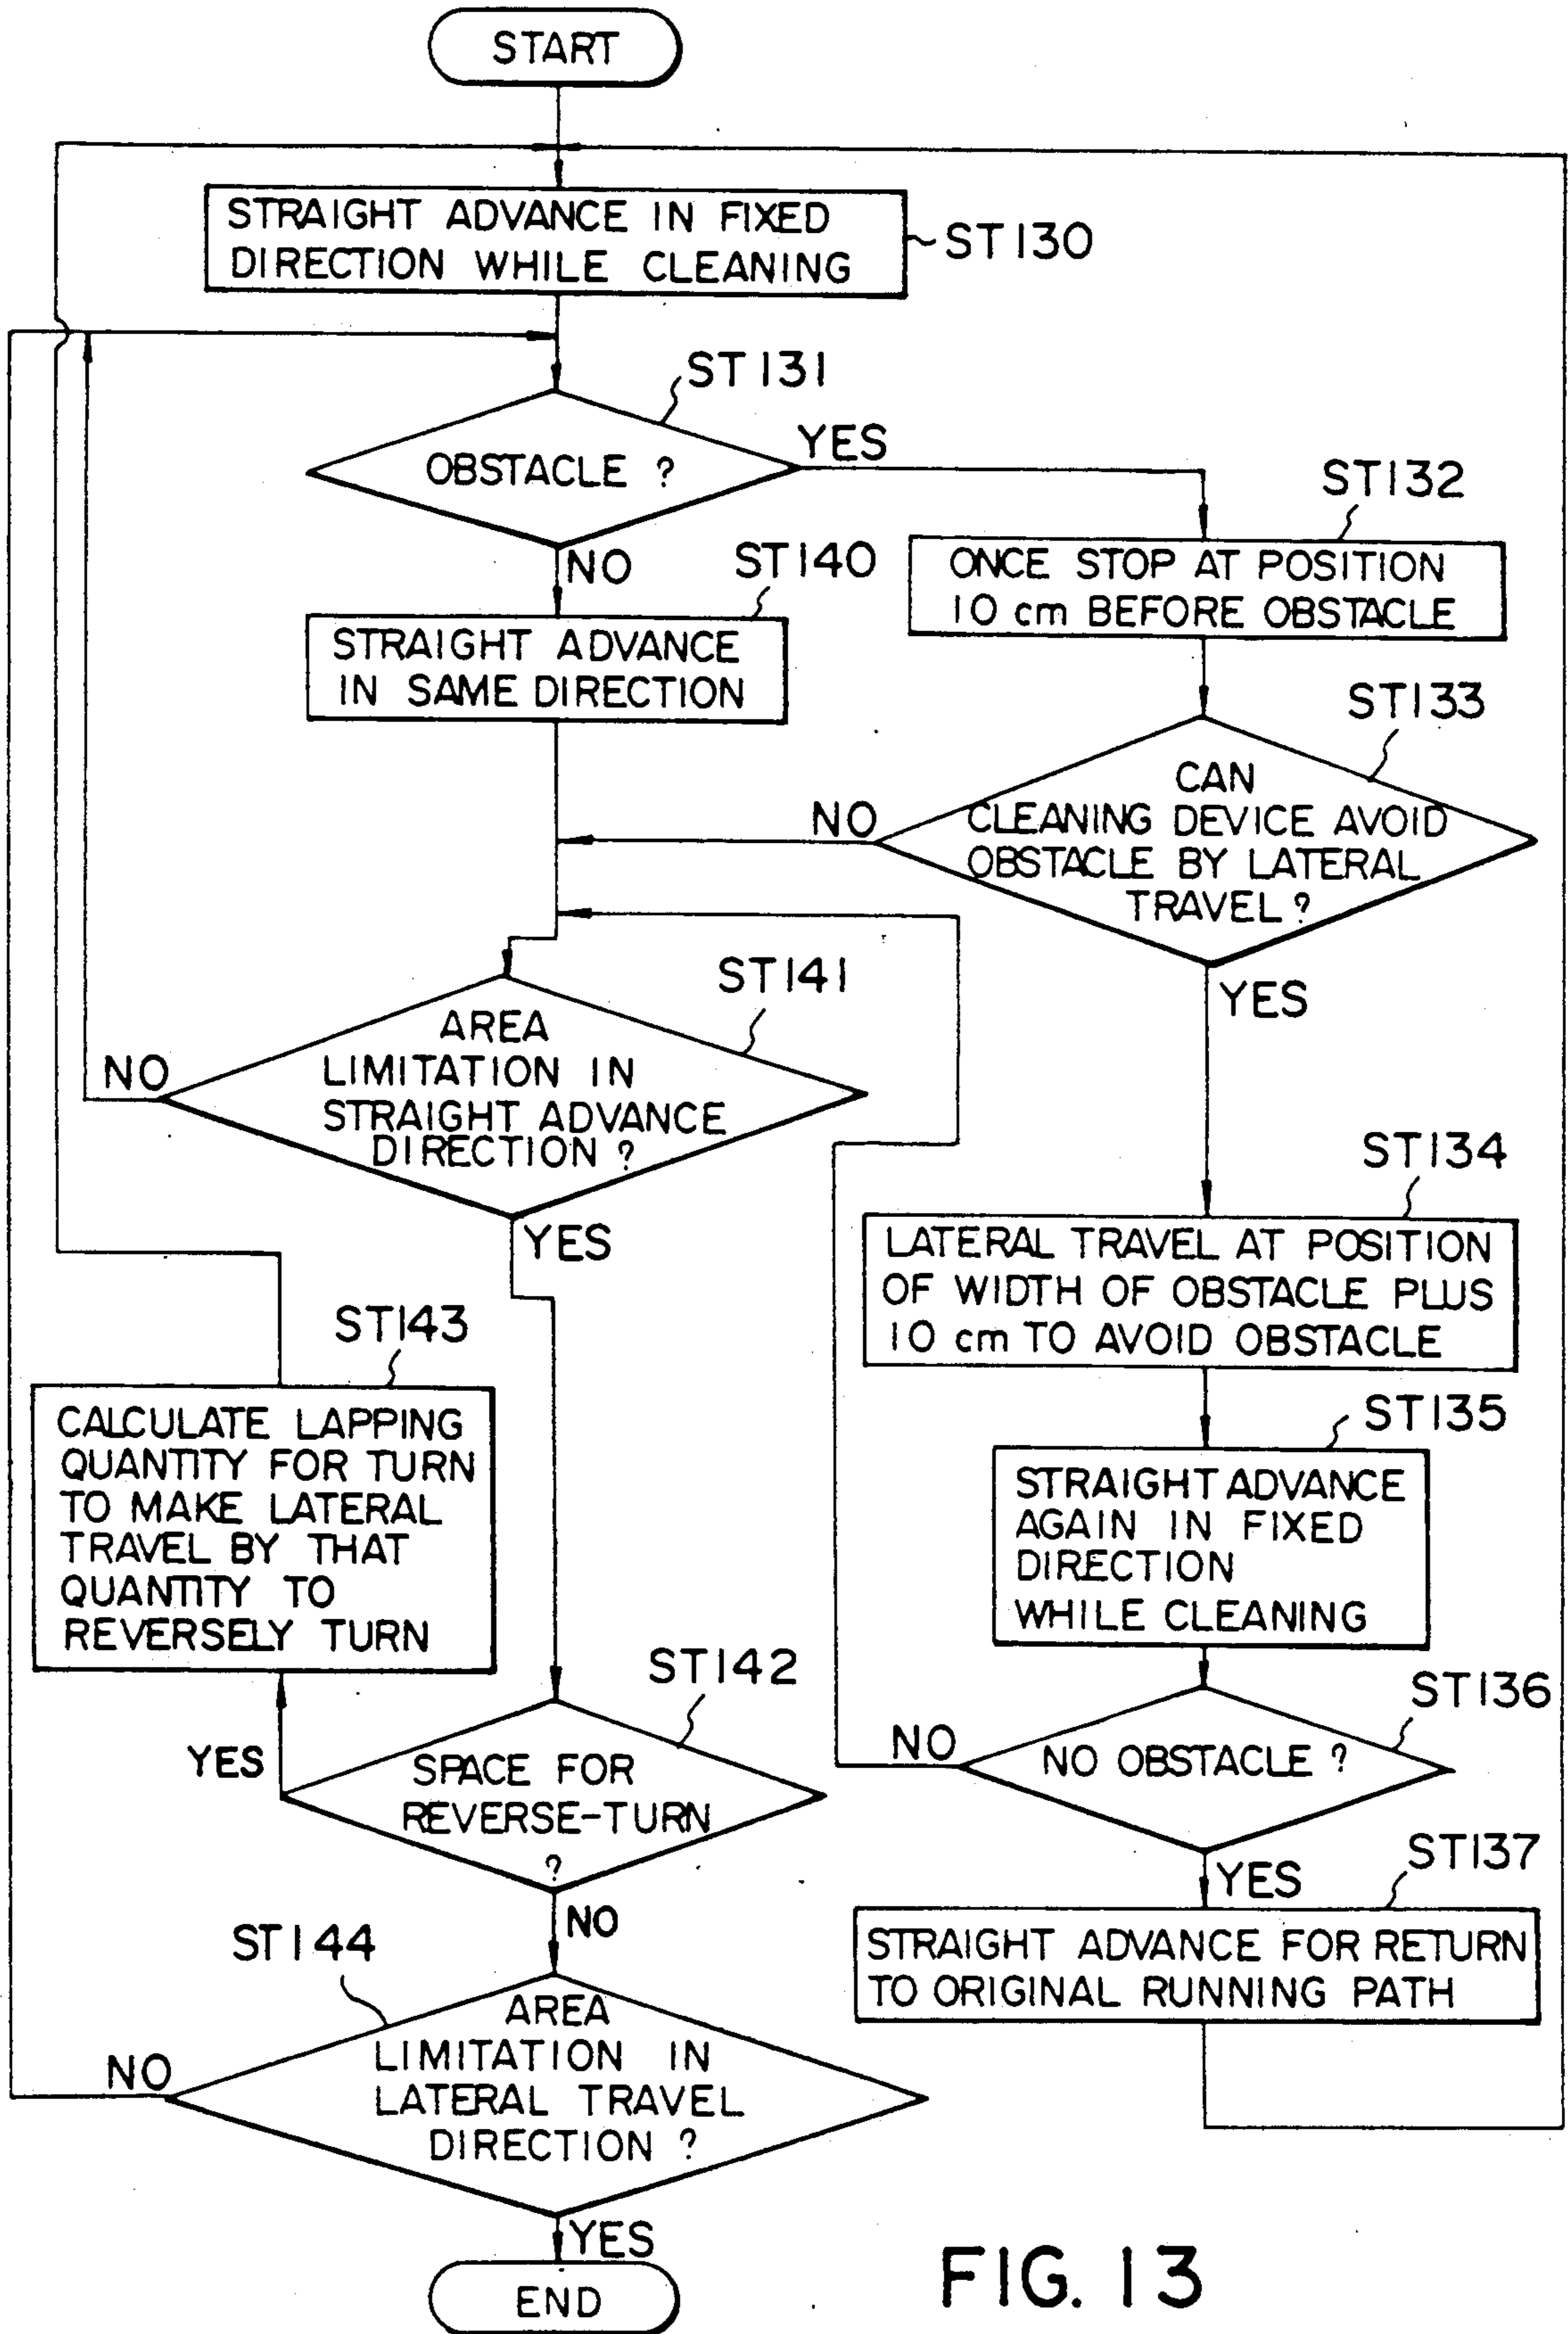 START
STRAIGHT ADVANCE IN FIXED
DIRECTION WHILE CLEANING
ST130
ST131
OBSTACLE ?
YES
NO
ST132
ONCE STOP AT POSITION
10 cm BEFORE OBSTACLE
ST140
STRAIGHT ADVANCE
IN SAME DIRECTION
ST133
CAN
CLEANING DEVICE AVOID
OBSTACLE BY LATERAL
TRAVEL ?
NO
YES
ST141
AREA
LIMITATION IN
STRAIGHT ADVANCE
DIRECTION ?
NO
YES
ST134
LATERAL TRAVEL AT POSITION
OF WIDTH OF OBSTACLE PLUS
10 cm TO AVOID OBSTACLE
ST143
CALCULATE LAPPING
QUANTITY FOR TURN
TO MAKE LATERAL
TRAVEL BY THAT
QUANTITY TO
REVERSELY TURN
ST135
STRAIGHT ADVANCE
AGAIN IN FIXED
DIRECTION
WHILE CLEANING
ST142
SPACE FOR
REVERSE-TURN
?
YES
NO
ST136
NO OBSTACLE ?
NO
YES
ST137
STRAIGHT ADVANCE FOR RETURN
TO ORIGINAL RUNNING PATH
ST144
AREA
LIMITATION IN
LATERAL TRAVEL
DIRECTION ?
NO
YES
END
FIG. 13